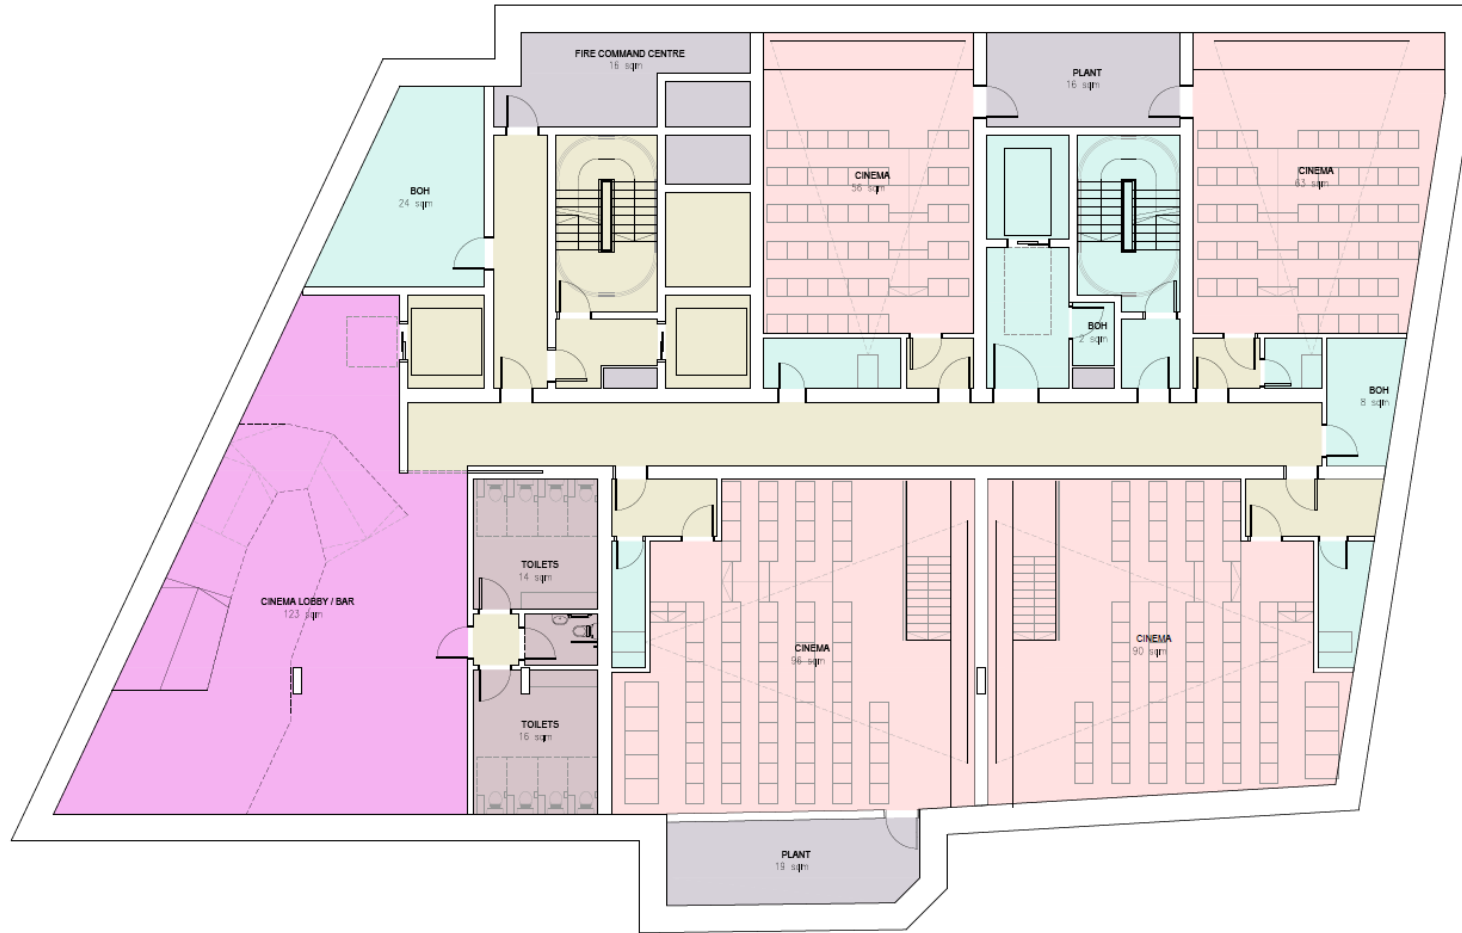 FIRE COMMAND CENTRE
16 sqm
PLANT
16 sqm
CINEMA
56 sqm
CINEMA
63 sqm
BOH
24 sqm
BOH
2 sqm
BOH
8 sqm
TOILETS
14 sqm
CINEMA LOBBY / BAR
123 sqm
CINEMA
96 sqm
CINEMA
90 sqm
TOILETS
16 sqm
PLANT
19 sqm